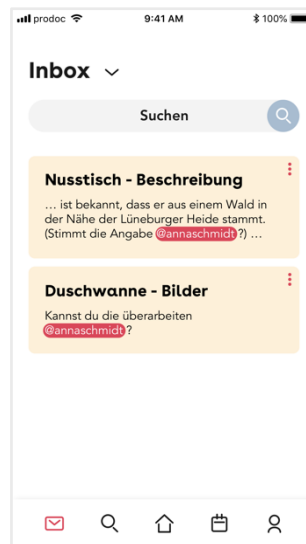 prodoc 9:41 AM 100%
Inbox
Suchen
Nusstisch - Beschreibung
… ist bekannt, dass er aus einem Wald in
der Nähe der Lüneburger Heide stammt.
(Stimmt die Angabe @annaschmidt?) …
Duschwanne - Bilder
Kannst du die überarbeiten
@annaschmidt?